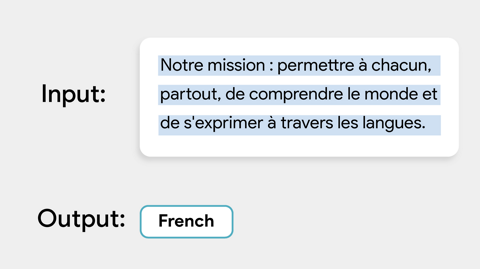 Input:
Notre mission : permettre à chacun,
partout, de comprendre le monde et
de s'exprimer à travers les langues.
Output:
French